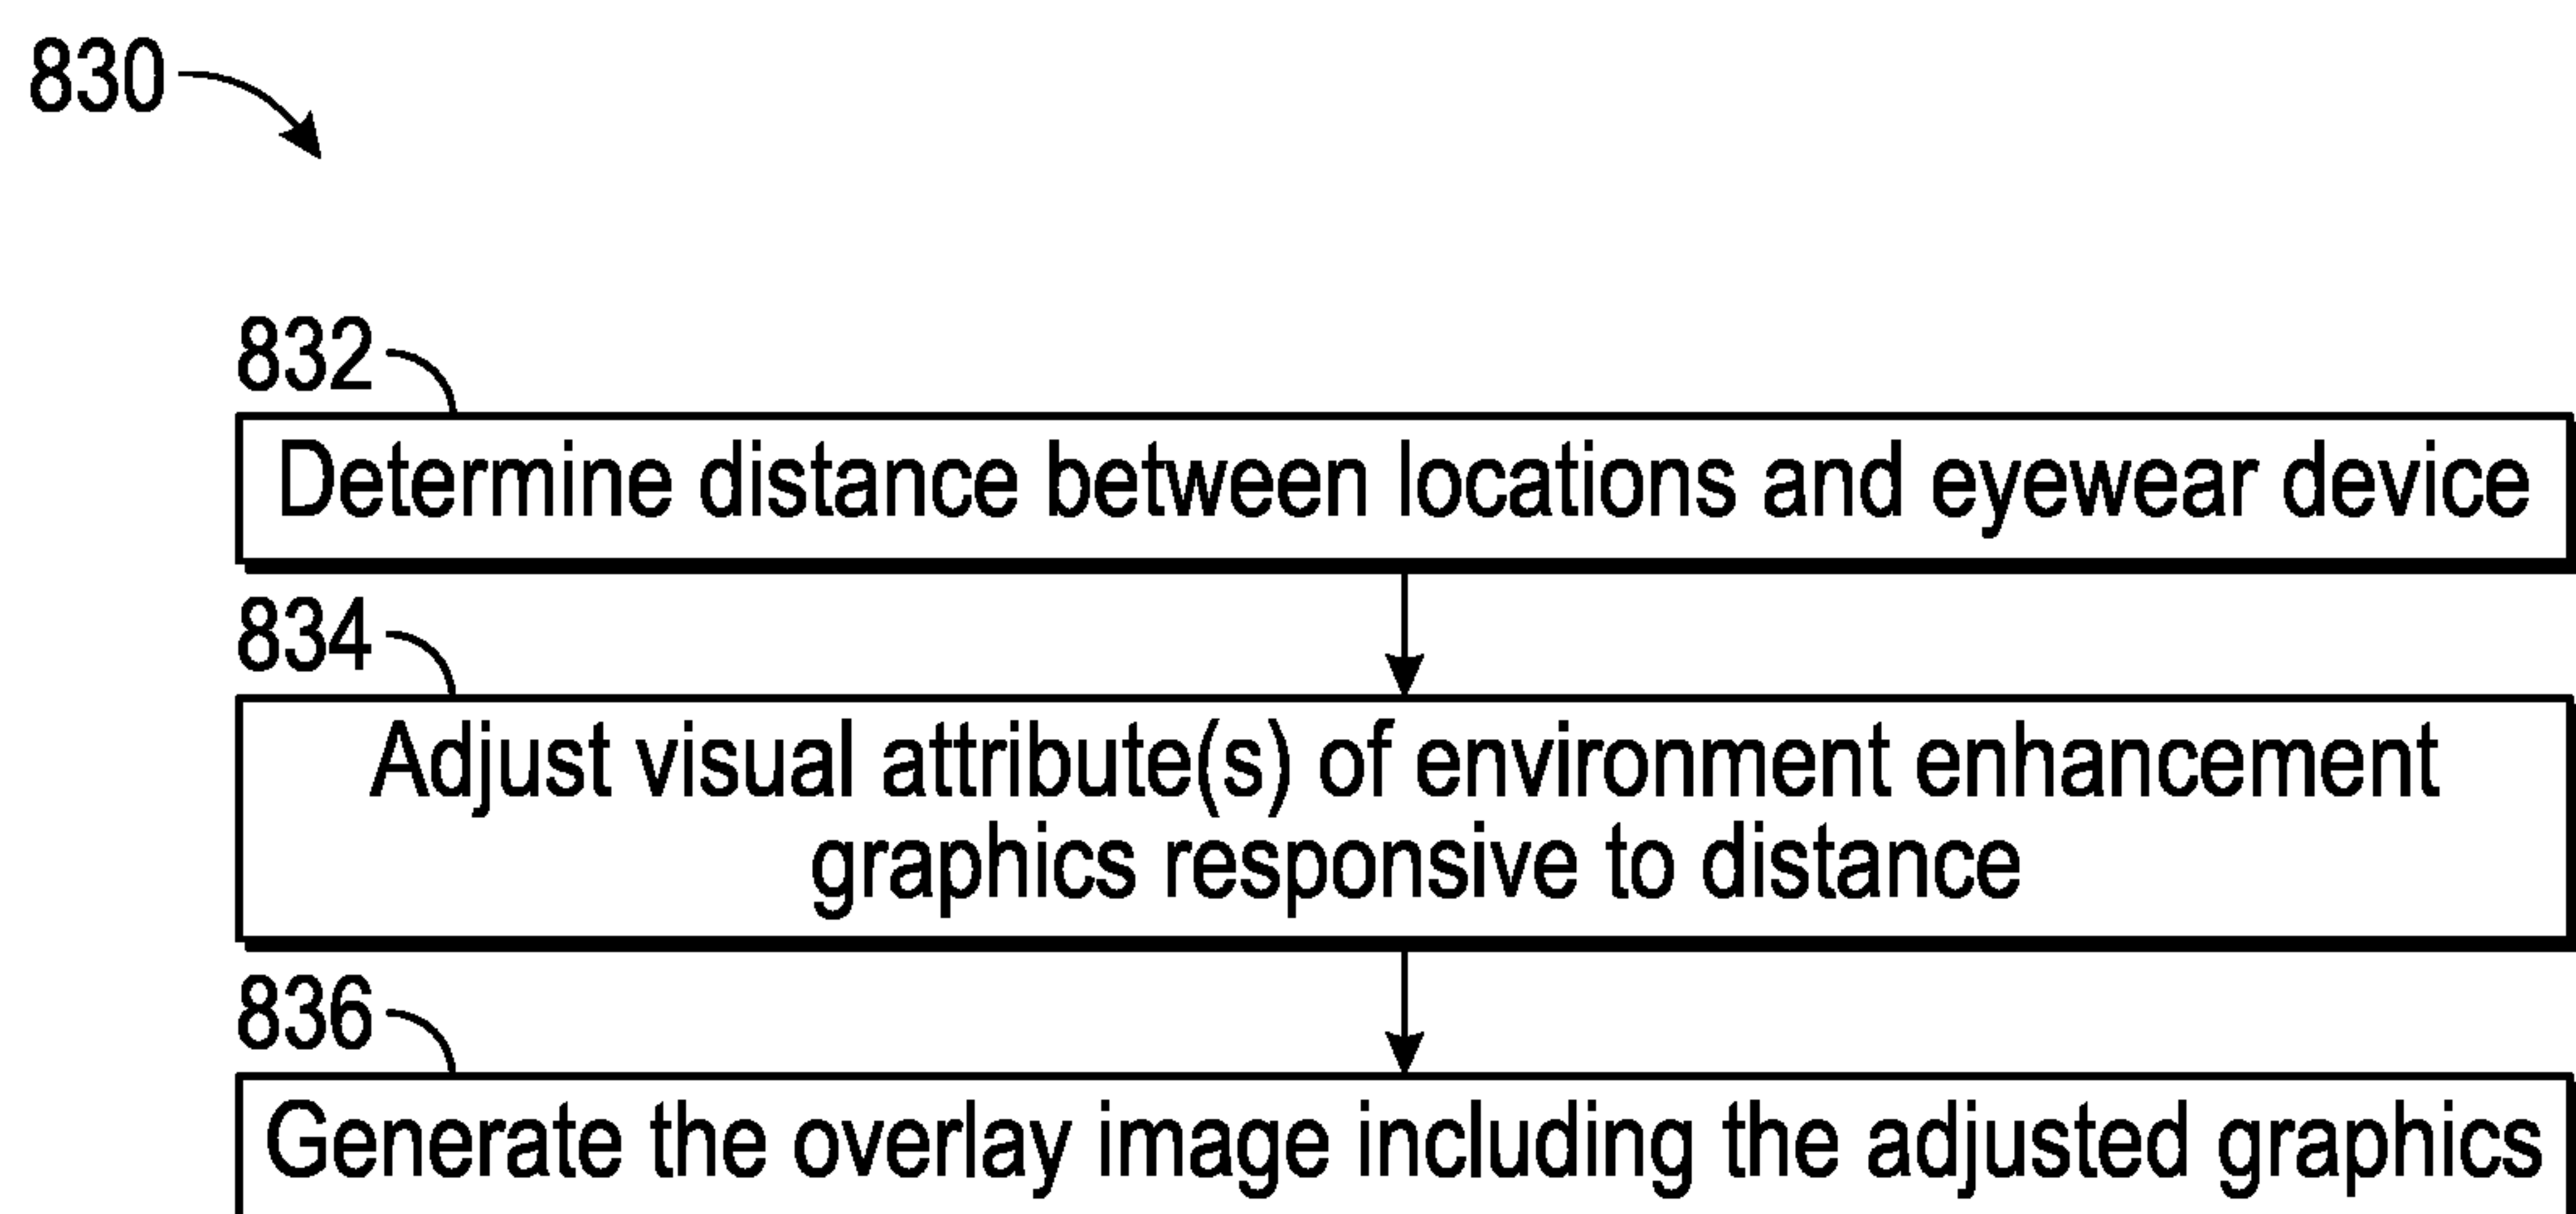 830
832
Determine distance between locations and eyewear device
834
Adjust visual attribute(s) of environment enhancement
graphics responsive to distance
836
Generate the overlay image including the adjusted graphics